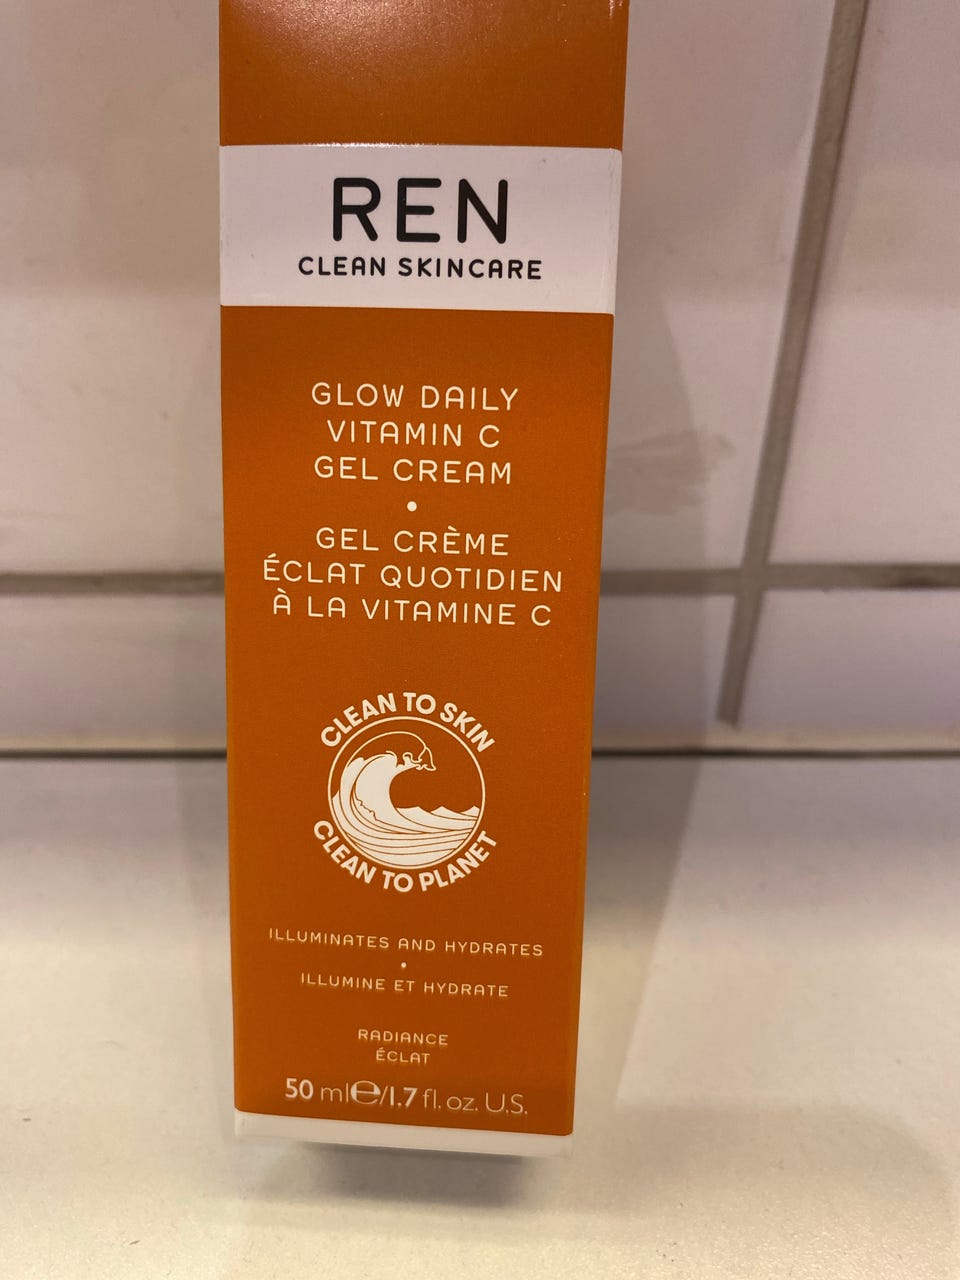 REN
CLEAN SKINCARE
GLOW DAILY
VITAMIN C
GEL CREAM
•
GEL CRÈME
ÉCLAT QUOTIDIEN
À LA VITAMINE C
CLEAN TO SKIN
CLEAN TO PLANET
ILLUMINATES AND HYDRATES
•
ILLUMINE ET HYDRATE
RADIANCE
ÉCLAT
50 ml℮/1.7 fl. oz. U.S.